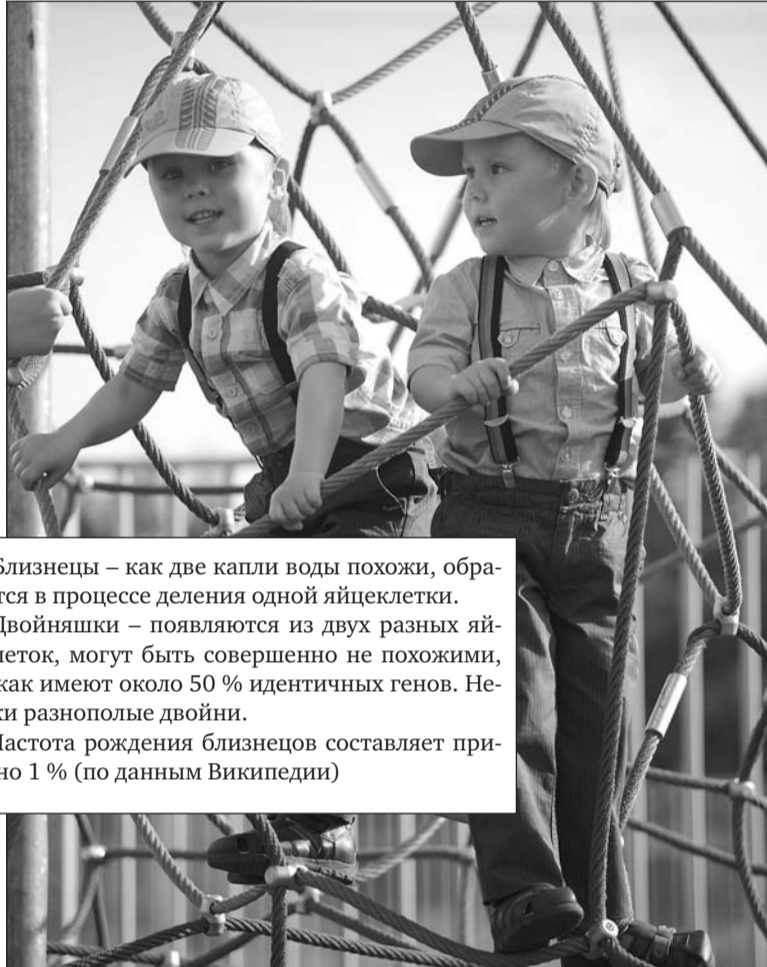 Близнецы – как две капли воды похожи, обра-
тся в процессе деления одной яйцеклетки.
Двойняшки – появляются из двух разных яй-
леток, могут быть совершенно не похожими,
как имеют около 50 % идентичных генов. Не-
ки разнополые двойни.
Частота рождения близнецов составляет при-
но 1 % (по данным Википедии)